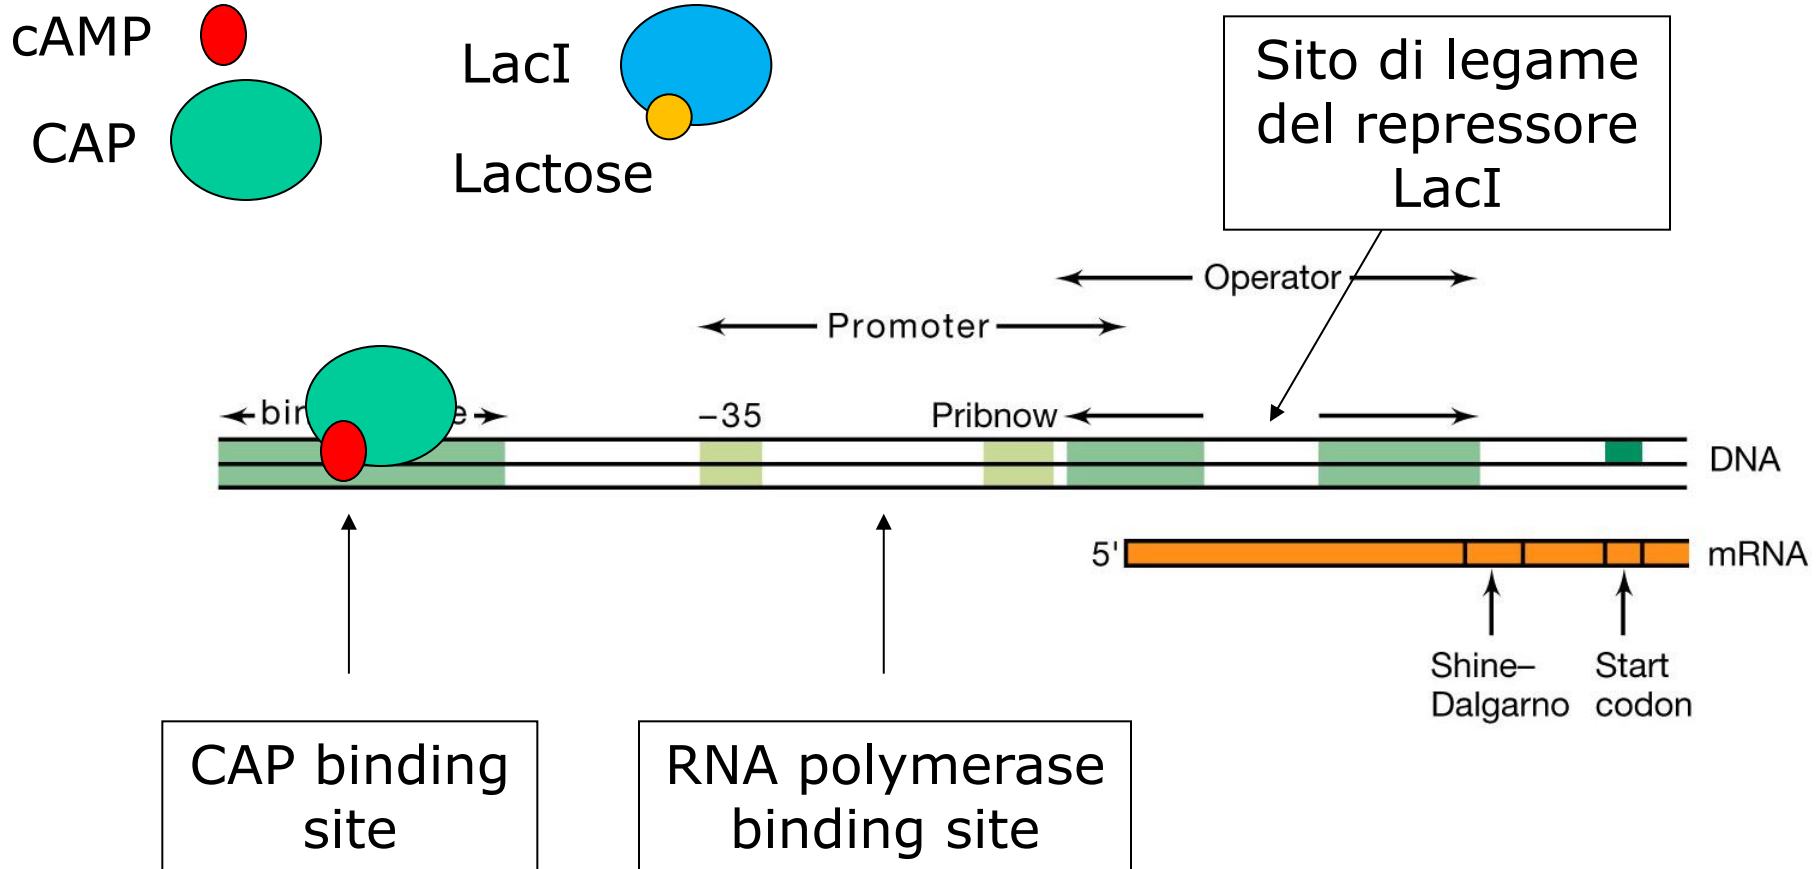 cAMP
CAP
LacI
Lactose
Sito di legame
del repressore
LacI
Operator
Promoter
–35
Pribnow
DNA
5'
mRNA
Shine–
Dalgarno
Start
codon
CAP binding
site
RNA polymerase
binding site